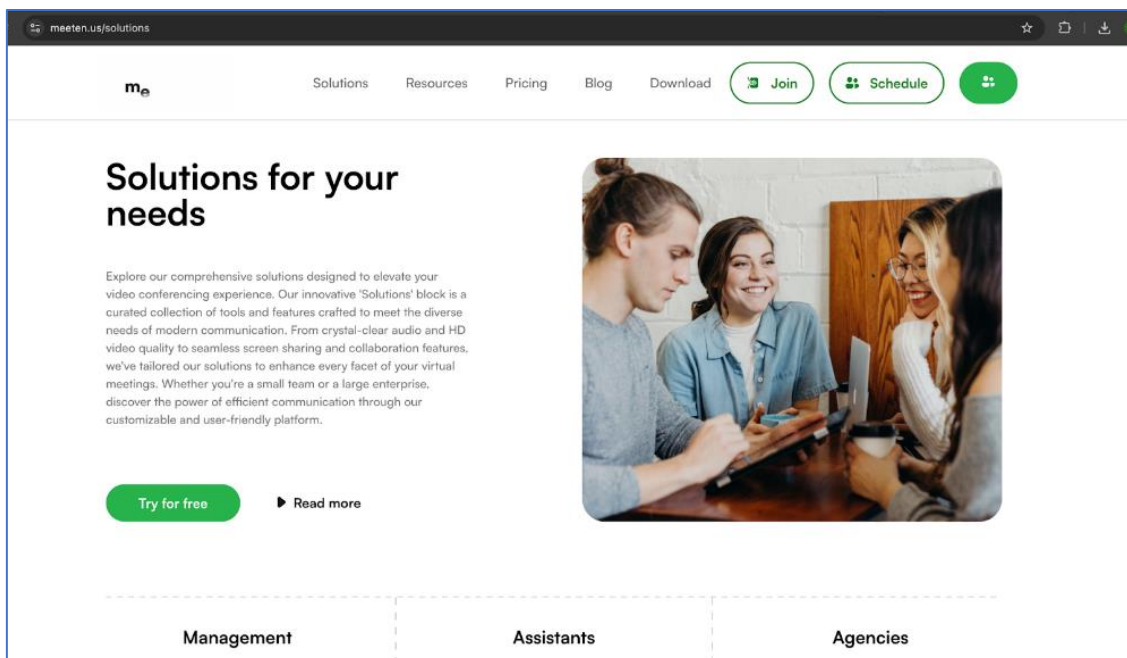 meeten.us/solutions
me
Solutions
Resources
Pricing
Blog
Download
Join
Schedule
Solutions for your
needs
Explore our comprehensive solutions designed to elevate your
video conferencing experience. Our innovative 'Solutions' block is a
curated collection of tools and features crafted to meet the diverse
needs of modern communication. From crystal-clear audio and HD
video quality to seamless screen sharing and collaboration features,
we've tailored our solutions to enhance every facet of your virtual
meetings. Whether you're a small team or a large enterprise,
discover the power of efficient communication through our
customizable and user-friendly platform.
Try for free
Read more
Management
Assistants
Agencies